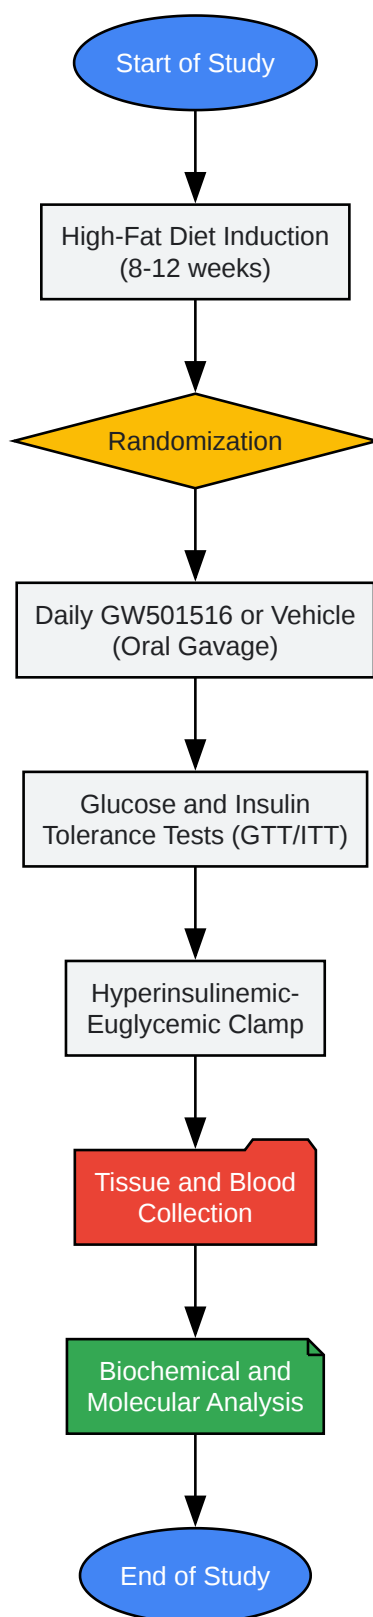 Start of Study
High-Fat Diet Induction
(8-12 weeks)
Randomization
Daily GW501516 or Vehicle
(Oral Gavage)
Glucose and Insulin
Tolerance Tests (GTT/ITT)
Hyperinsulinemic-
Euglycemic Clamp
Tissue and Blood
Collection
Biochemical and
Molecular Analysis
End of Study